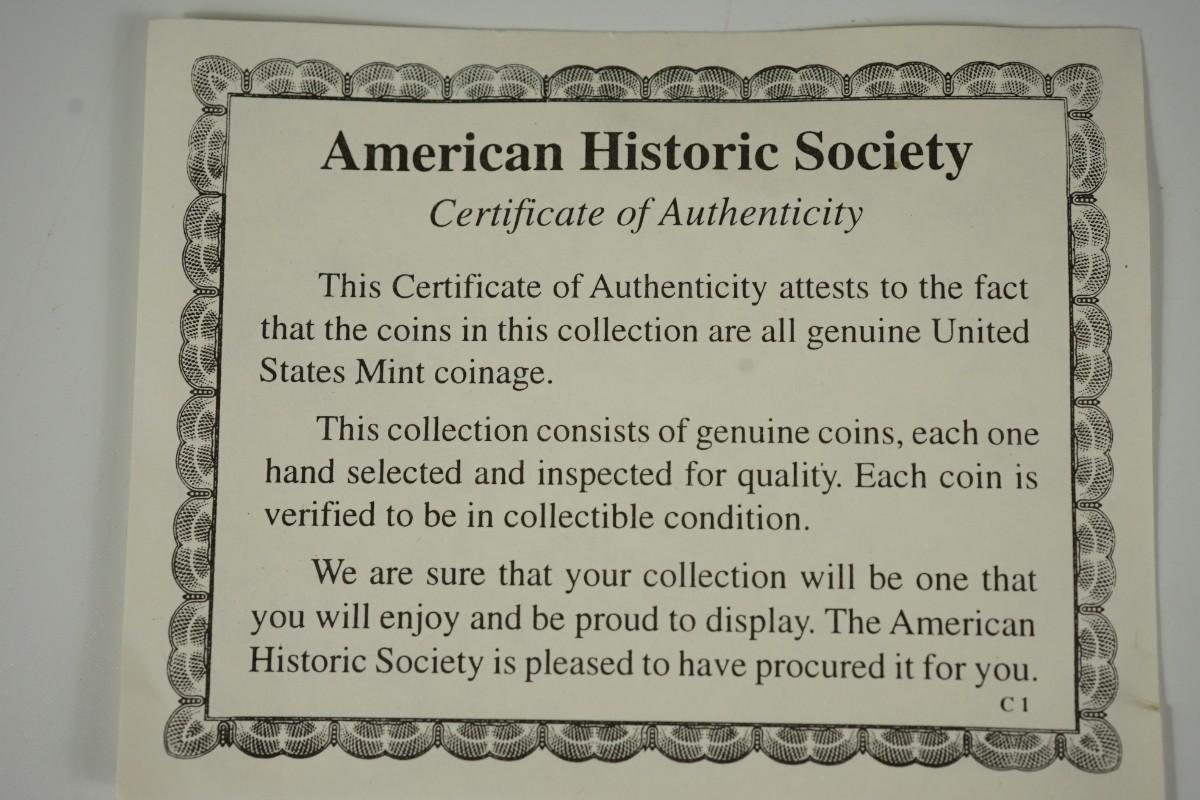 American Historic Society
Certificate of Authenticity
This Certificate of Authenticity attests to the fact
that the coins in this collection are all genuine United
States Mint coinage.
This collection consists of genuine coins, each one
hand selected and inspected for quality. Each coin is
verified to be in collectible condition.
We are sure that your collection will be one that
you will enjoy and be proud to display. The American
Historic Society is pleased to have procured it for you.
C 1